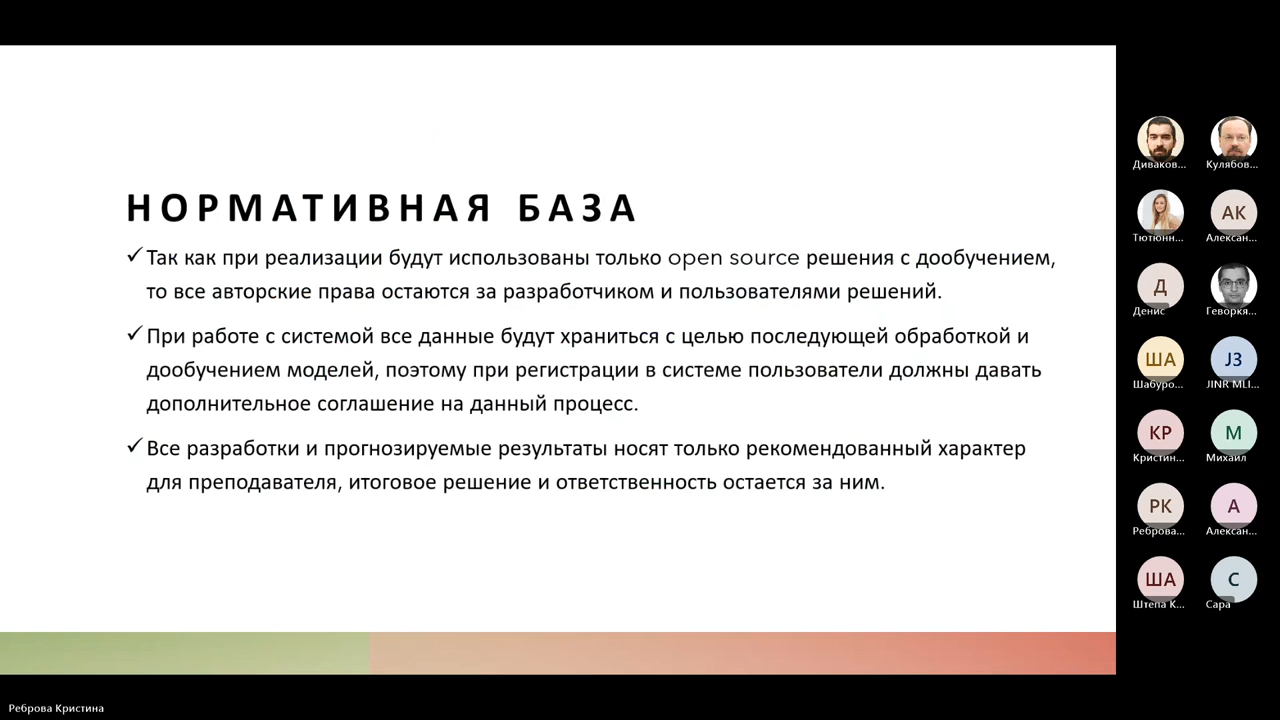 НОРМАТИВНАЯ БАЗА
✓ Так как при реализации будут использованы только open source решения с дообучением,
то все авторские права остаются за разработчиком и пользователями решений.
✓ При работе с системой все данные будут храниться с целью последующей обработкой и
дообучением моделей, поэтому при регистрации в системе пользователи должны давать
дополнительное соглашение на данный процесс.
✓ Все разработки и прогнозируемые результаты носят только рекомендованный характер
для преподавателя, итоговое решение и ответственность остается за ним.
Диваков...
Кулябов...
Тютюнн...
АК
Алексан...
Д
Денис
Геворкя...
ША
Шабуро...
JЗ
JINR MLI...
КР
Кристин...
М
Михаил
РК
Реброва...
А
Алексан...
ША
Штепа К...
С
Сара
Реброва Кристина